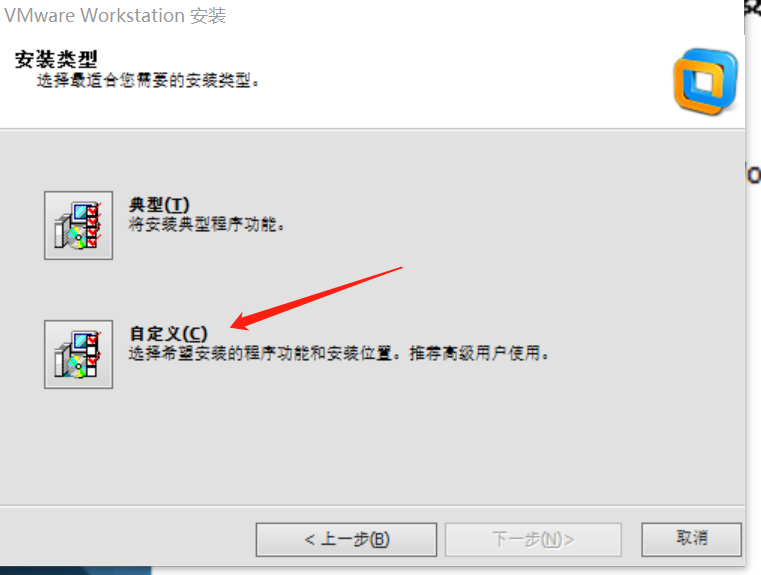 VMware Workstation 安装
安装类型
选择最适合您需要的安装类型。
典型(T)
将安装典型程序功能。
自定义(C)
选择希望安装的程序功能和安装位置。推荐高级用户使用。
< 上一步(B)
下一步(N)>
取消